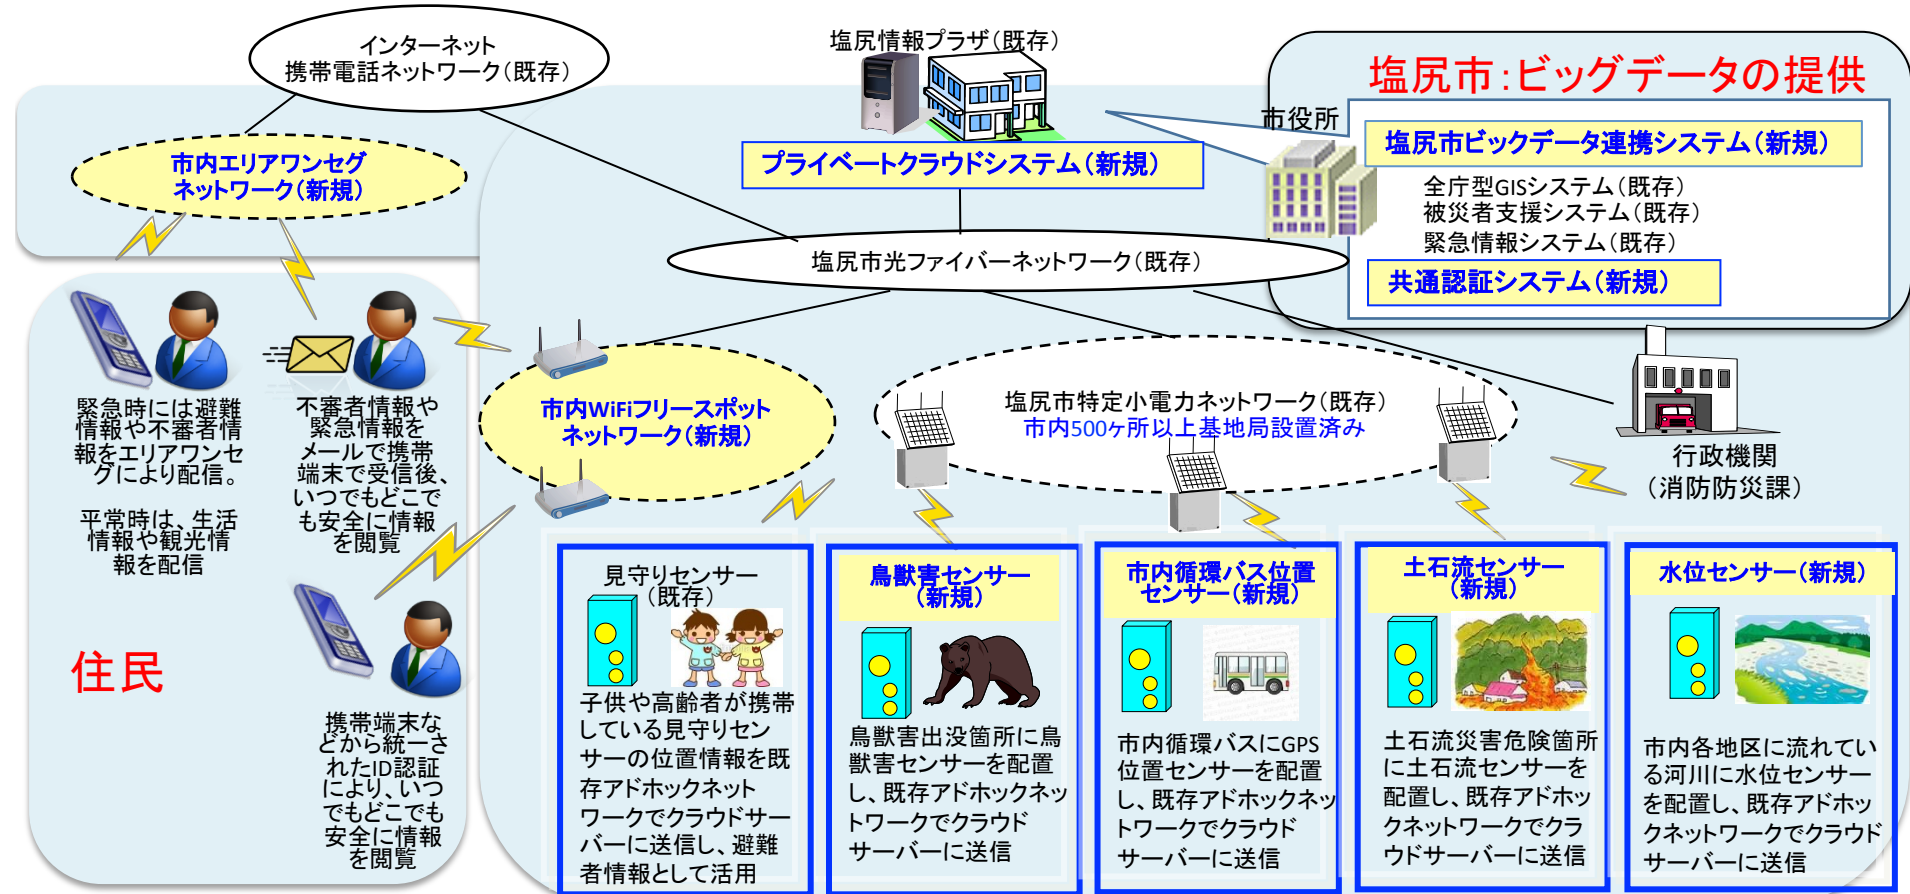 インターネット
携帯電話ネットワーク(既存)
塩尻情報プラザ(既存)
塩尻市:ビッグデータの提供
市役所
塩尻市ビックデータ連携システム(新規)
全庁型GISシステム(既存)
被災者支援システム(既存)
緊急情報システム(既存)
共通認証システム(新規)
プライベートクラウドシステム(新規)
市内エリアワンセグ
ネットワーク(新規)
塩尻市光ファイバーネットワーク(既存)
緊急時には避難
情報や不審者情
報をエリアワンセ
グにより配信。
平常時は、生活
情報や観光情
報を配信
不審者情報や
緊急情報を
メールで携帯
端末で受信後、
いつでもどこで
も安全に情報
を閲覧
市内WiFiフリースポット
ネットワーク(新規)
塩尻市特定小電力ネットワーク(既存)
市内500ヶ所以上基地局設置済み
行政機関
(消防防災課)
住民
携帯端末な
どから統一さ
れたID認証
により、いつ
でもどこでも
安全に情報
を閲覧
見守りセンサー
(既存)
子供や高齢者が携帯
している見守りセン
サーの位置情報を既
存アドホックネット
ワークでクラウドサー
バーに送信し、避難
者情報として活用
鳥獣害センサー
(新規)
鳥獣害出没箇所に鳥
獣害センサーを配置
し、既存アドホックネッ
トワークでクラウド
サーバーに送信
市内循環バス位置
センサー(新規)
市内循環バスにGPS
位置センサーを配置
し、既存アドホックネッ
トワークでクラウド
サーバーに送信
土石流センサー
(新規)
土石流災害危険箇所
に土石流センサーを
配置し、既存アドホッ
クネットワークでクラ
ウドサーバーに送信
水位センサー(新規)
市内各地区に流れてい
る河川に水位センサー
を配置し、既存アドホッ
クネットワークでクラウド
サーバーに送信